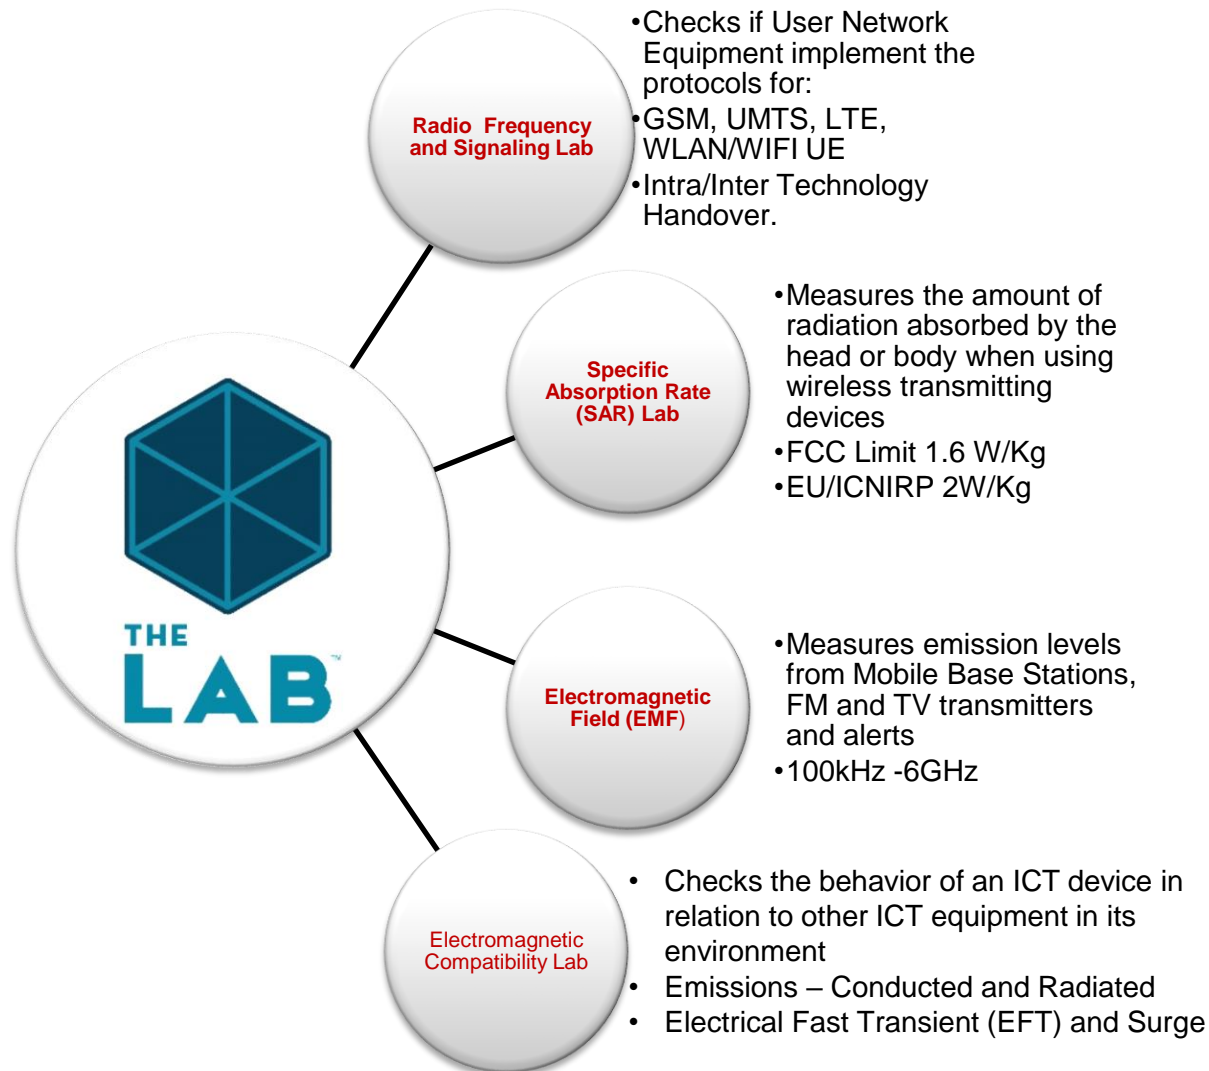 •Checks if User Network
Equipment implement the
protocols for:
•GSM, UMTS, LTE,
WLAN/WIFI UE
•Intra/Inter Technology
Handover.
Radio Frequency
and Signaling Lab
•Measures the amount of
radiation absorbed by the
head or body when using
wireless transmitting
devices
•FCC Limit 1.6 W/Kg
•EU/ICNIRP 2W/Kg
Specific
Absorption Rate
(SAR) Lab
THE
LAB™
•Measures emission levels
from Mobile Base Stations,
FM and TV transmitters
and alerts
•100kHz -6GHz
Electromagnetic
Field (EMF)
• Checks the behavior of an ICT device in
relation to other ICT equipment in its
environment
• Emissions – Conducted and Radiated
• Electrical Fast Transient (EFT) and Surge
Electromagnetic
Compatibility Lab